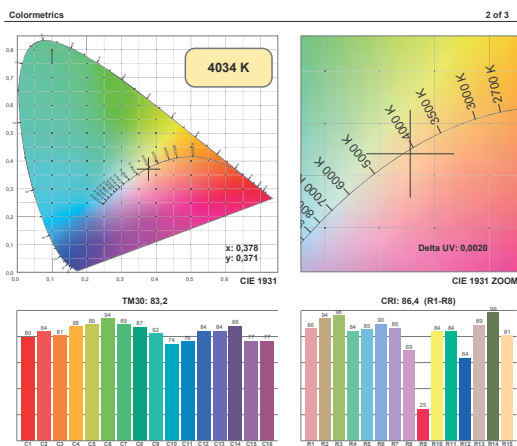 Colormetrics 2 of 3
4034 K
0,8
0,7
0,6
0,5
0,4
0,3
0,2
0,1
0,0
0,0 0,1 0,2 0,3 0,4 0,5 0,6
x: 0,378
y: 0,371
CIE 1931
2700 K
3000 K
3500 K
4000 K
5000 K
6000 K
7000 K
Delta UV: 0,0020
CIE 1931 ZOOM
TM30: 83,2
80 84 81 88 89 94 89 87 82 74 76 84 84 88 77 77
C1 C2 C3 C4 C5 C6 C7 C8 C9 C10 C11 C12 C13 C14 C15 C16
CRI: 86,4 (R1-R8)
86 94 96 84 85 90 86 69 25 84 84 64 89 98 81
R1 R2 R3 R4 R5 R6 R7 R8 R9 R10 R11 R12 R13 R14 R15